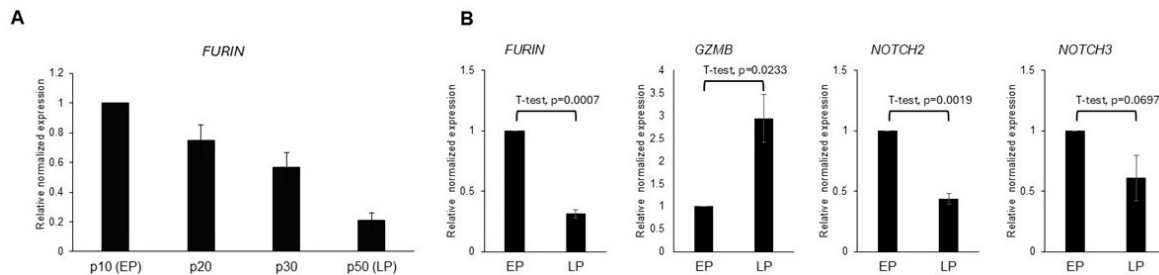 A
FURIN
Relative normalized expression
1.2
1
0.8
0.6
0.4
0.2
0
p10 (EP) p20 p30 p50 (LP)
B
FURIN
Relative normalized expression
1.5
1
0.5
0
T-test, p=0.0007
EP LP
GZMB
Relative normalized expression
4
3.5
3
2.5
2
1.5
1
0.5
0
T-test, p=0.0233
EP LP
NOTCH2
Relative normalized expression
1.5
1
0.5
0
T-test, p=0.0019
EP LP
NOTCH3
Relative normalized expression
1.5
1
0.5
0
T-test, p=0.0697
EP LP